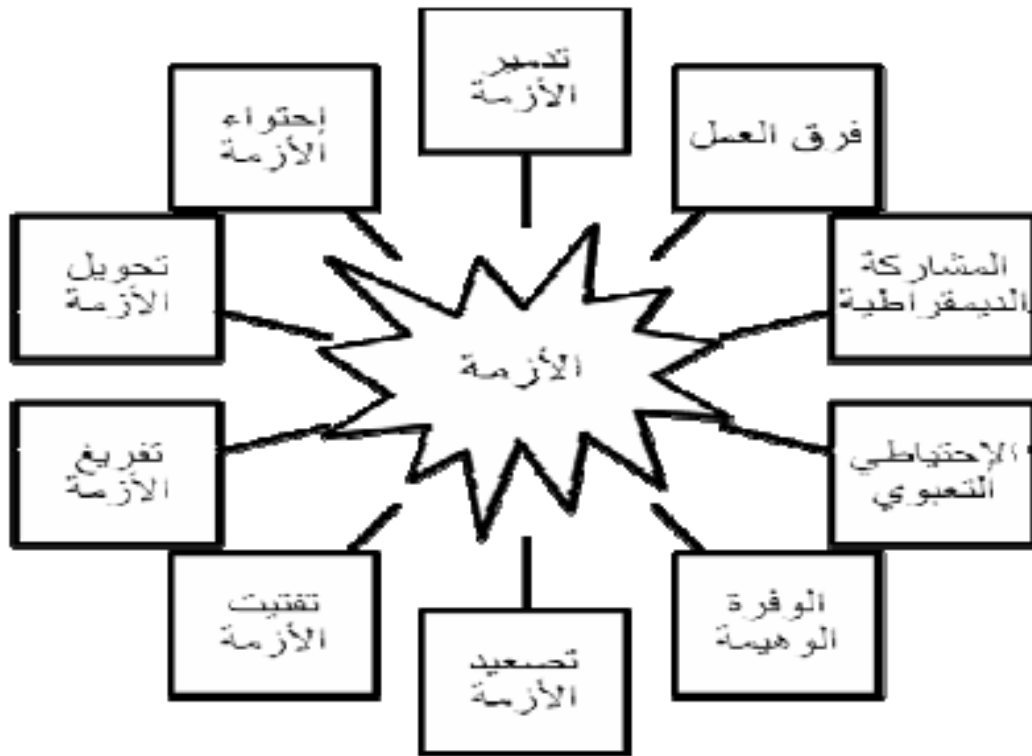 تدمير
الأزمة
فرق العمل
المشاركة
الديمقراطية
الإحتياطي
التعبوي
الوفرة
الوهيمة
تصعيد
الأزمة
تفتيت
الأزمة
تفريغ
الأزمة
تحويل
الأزمة
إحتواء
الأزمة
الأزمة